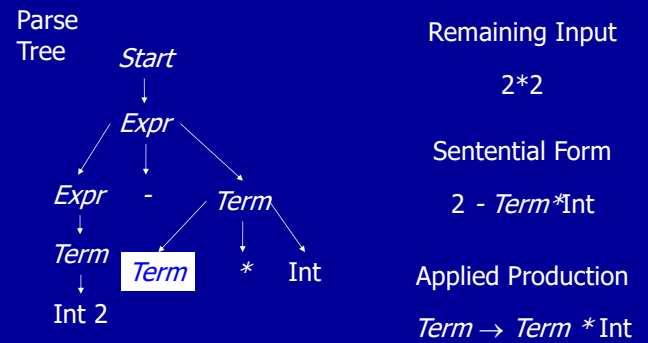 Parse
Tree
Start
Expr
Expr - Term
Term Term * Int
Int 2
Remaining Input
2*2
Sentential Form
2 - Term*Int
Applied Production
Term → Term * Int